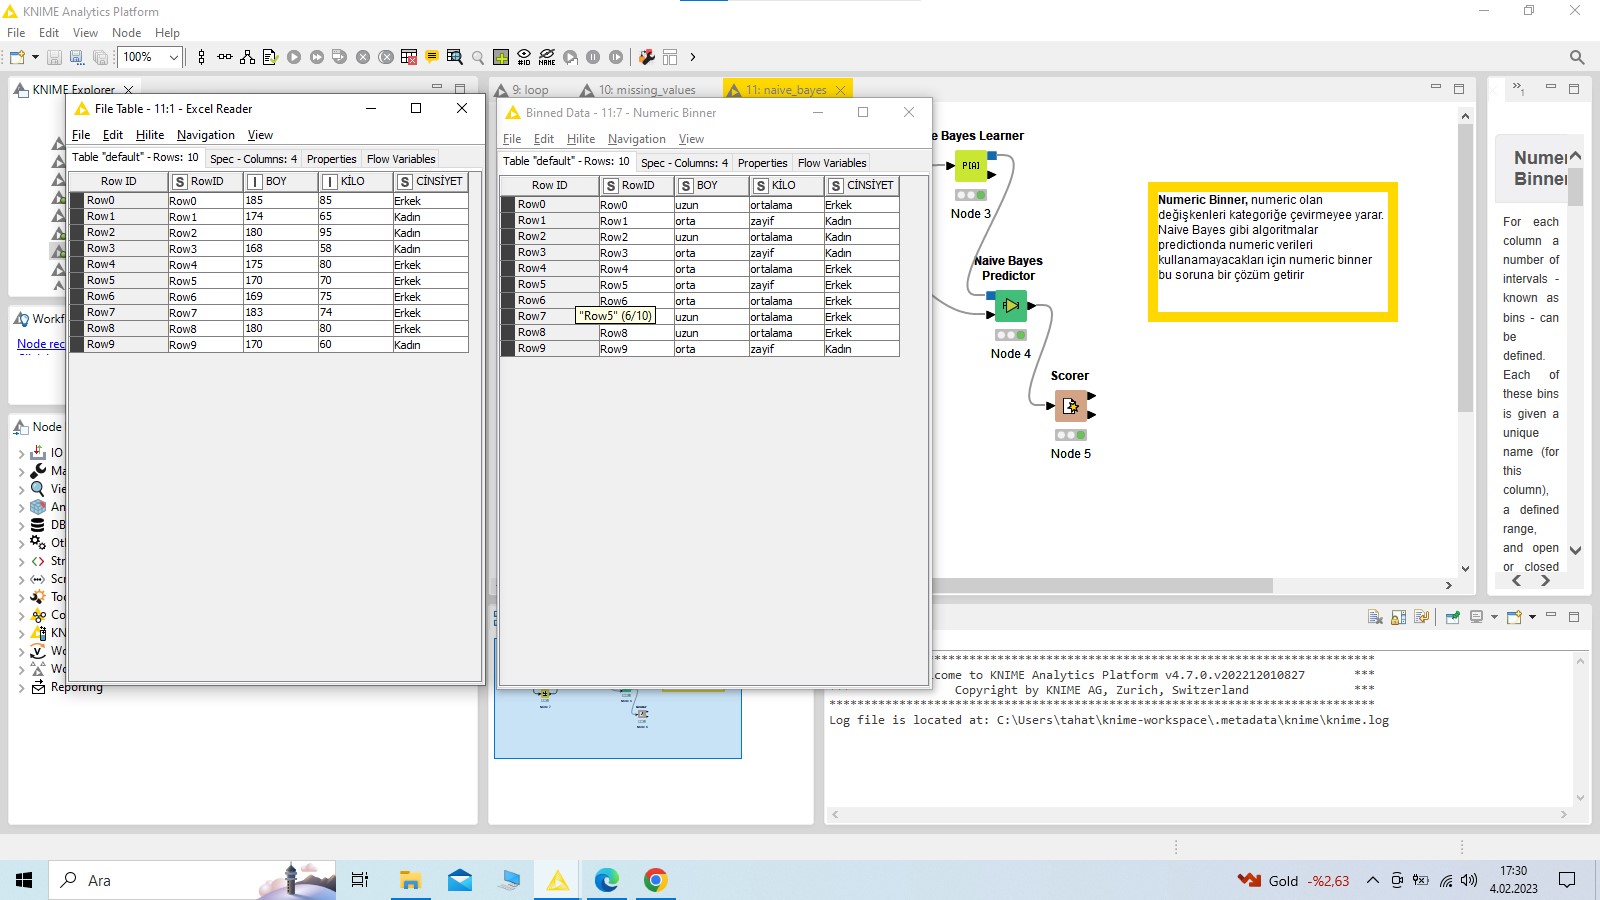 KNIME Analytics Platform
File Edit View Node Help
100%
KNIME Explorer
9: loop
10: missing_values
11: naive_bayes
»1
File Table - 11:1 - Excel Reader
File Edit Hilite Navigation View
Table "default" - Rows: 10 Spec - Columns: 4 Properties Flow Variables
Row ID S RowID I BOY I KİLO S CİNSİYET
Row0 Row0 185 85 Erkek
Row1 Row1 174 65 Kadın
Row2 Row2 180 95 Kadın
Row3 Row3 168 58 Kadın
Row4 Row4 175 80 Erkek
Row5 Row5 170 70 Erkek
Row6 Row6 169 75 Erkek
Row7 Row7 183 74 Erkek
Row8 Row8 180 80 Erkek
Row9 Row9 170 60 Kadın
Binned Data - 11:7 - Numeric Binner
File Edit Hilite Navigation View
Table "default" - Rows: 10 Spec - Columns: 4 Properties Flow Variables
Row ID S RowID S BOY S KİLO S CİNSİYET
Row0 Row0 uzun ortalama Erkek
Row1 Row1 orta zayif Kadın
Row2 Row2 uzun ortalama Kadın
Row3 Row3 orta zayif Kadın
Row4 Row4 orta ortalama Erkek
Row5 Row5 orta zayif Erkek
Row6 Row6 orta ortalama Erkek
Row7 uzun ortalama Erkek
"Row5" (6/10)
Row8 Row8 uzun ortalama Erkek
Row9 Row9 orta zayif Kadın
e Bayes Learner
P[A]
Node 3
Naive Bayes
Predictor
Node 4
Scorer
Node 5
Numeric Binner, numeric olan
değişkenleri kategoriğe çevirmeyee yarar.
Naive Bayes gibi algoritmalar
predictionda numeric verileri
kullanamayacakları için numeric binner
bu soruna bir çözüm getirir
Numer
Binner
For each
column a
number of
intervals -
known as
bins - can
be
defined.
Each of
these bins
is given a
unique
name (for
this
column),
a defined
range,
and open
or closed
Workf
Node rec
Node
IO
Ma
Vie
An
DB
Ot
Str
Scr
Too
Co
KN
Wo
Wo
Reporting
***************************************************************
come to KNIME Analytics Platform v4.7.0.v202212010827 ***
*** Copyright by KNIME AG, Zurich, Switzerland ***
***************************************************************
Log file is located at: C:\Users\tahat\knime-workspace\.metadata\knime\knime.log
Ara
Gold -%2,63
17:30
4.02.2023